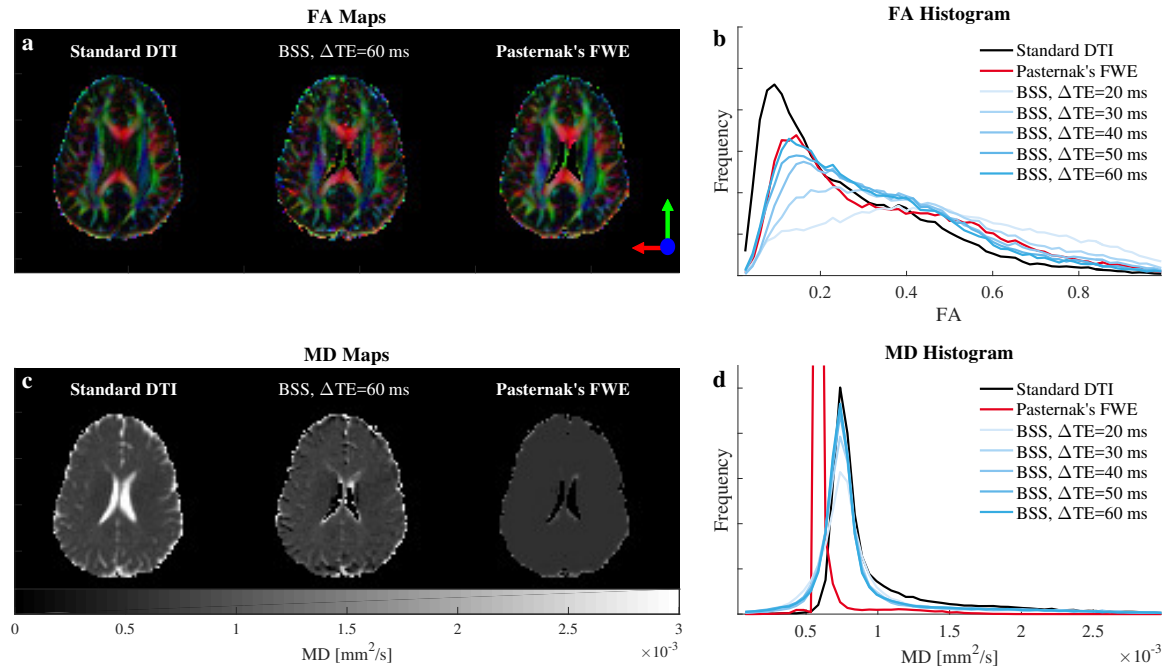 FA Maps
a
Standard DTI
BSS, ΔTE=60 ms
Pasternak's FWE
FA Histogram
b
Standard DTI
Pasternak's FWE
BSS, ΔTE=20 ms
BSS, ΔTE=30 ms
BSS, ΔTE=40 ms
BSS, ΔTE=50 ms
BSS, ΔTE=60 ms
Frequency
0.2 0.4 0.6 0.8
FA
MD Maps
c
Standard DTI
BSS, ΔTE=60 ms
Pasternak's FWE
0 0.5 1 1.5 2 2.5 3
MD [mm²/s]
×10⁻³
MD Histogram
d
Standard DTI
Pasternak's FWE
BSS, ΔTE=20 ms
BSS, ΔTE=30 ms
BSS, ΔTE=40 ms
BSS, ΔTE=50 ms
BSS, ΔTE=60 ms
Frequency
0.5 1 1.5 2 2.5
MD [mm²/s]
×10⁻³